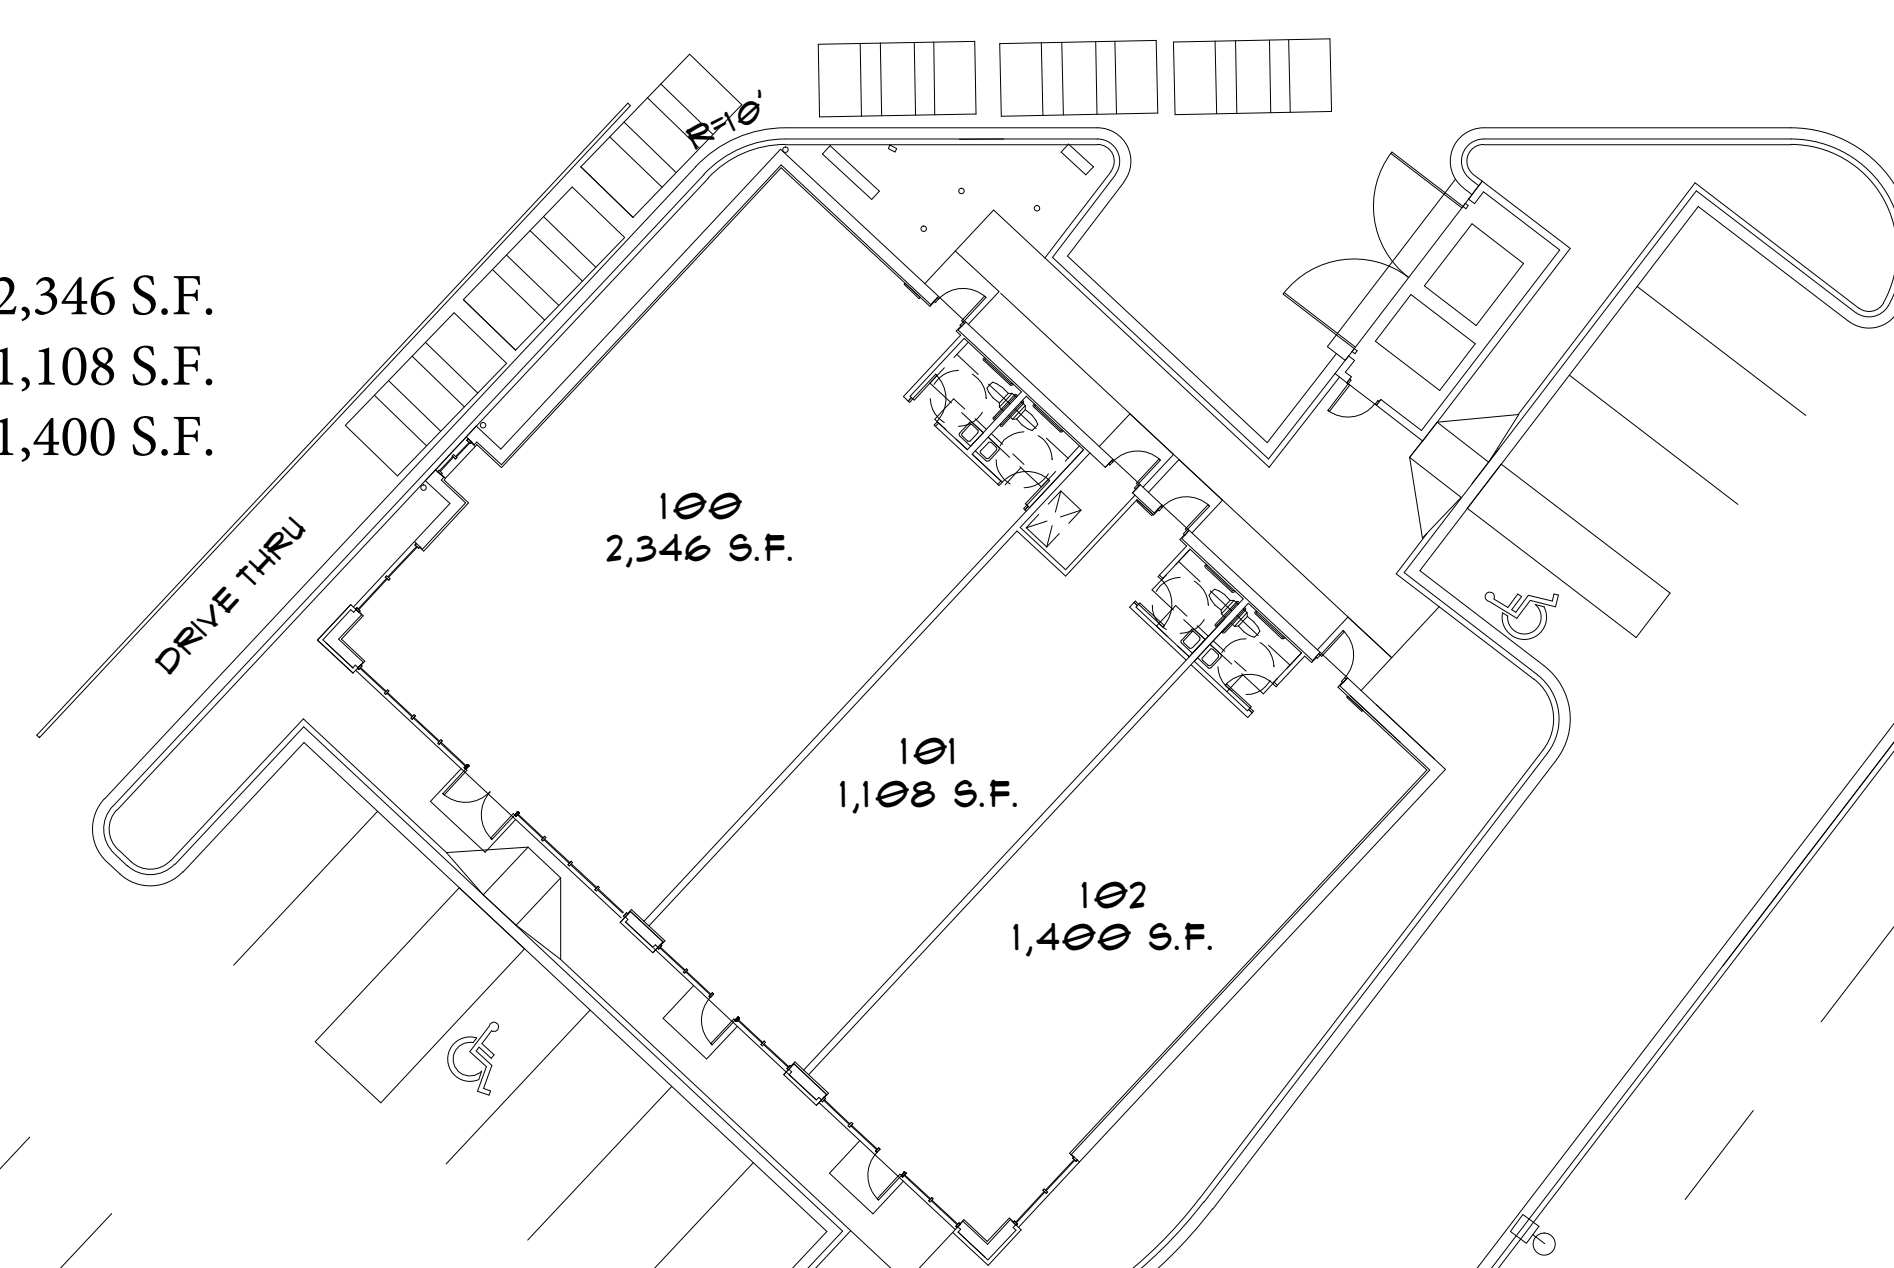 R=10'
2,346 S.F.
1,108 S.F.
1,400 S.F.
100
2,346 S.F.
DRIVE THRU
101
1,108 S.F.
102
1,400 S.F.